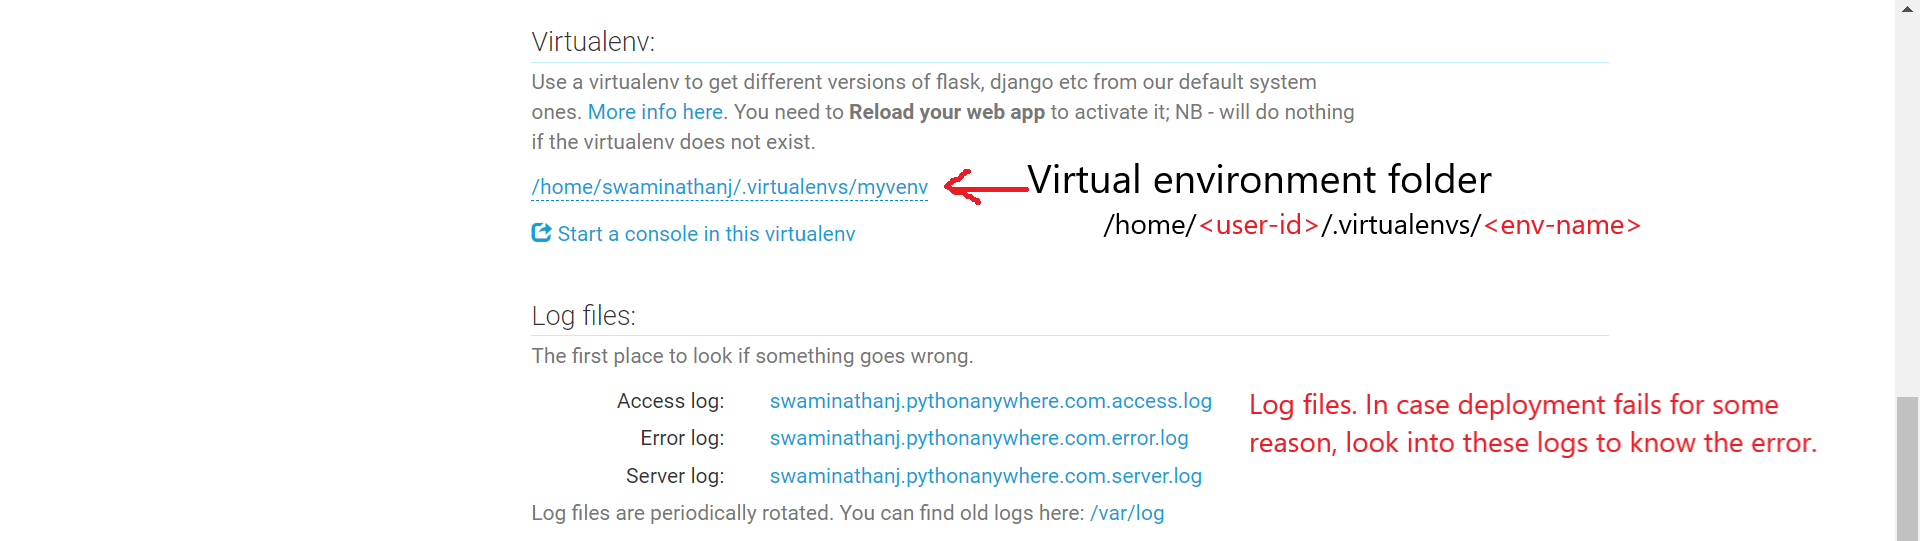 Virtualenv:
Use a virtualenv to get different versions of flask, django etc from our default system
ones. More info here. You need to Reload your web app to activate it; NB - will do nothing
if the virtualenv does not exist.
/home/swaminathanj/.virtualenvs/myvenv
Virtual environment folder
/home/<user-id>/.virtualenvs/<env-name>
Start a console in this virtualenv
Log files:
The first place to look if something goes wrong.
Access log: swaminathanj.pythonanywhere.com.access.log
Error log: swaminathanj.pythonanywhere.com.error.log
Server log: swaminathanj.pythonanywhere.com.server.log
Log files. In case deployment fails for some
reason, look into these logs to know the error.
Log files are periodically rotated. You can find old logs here: /var/log